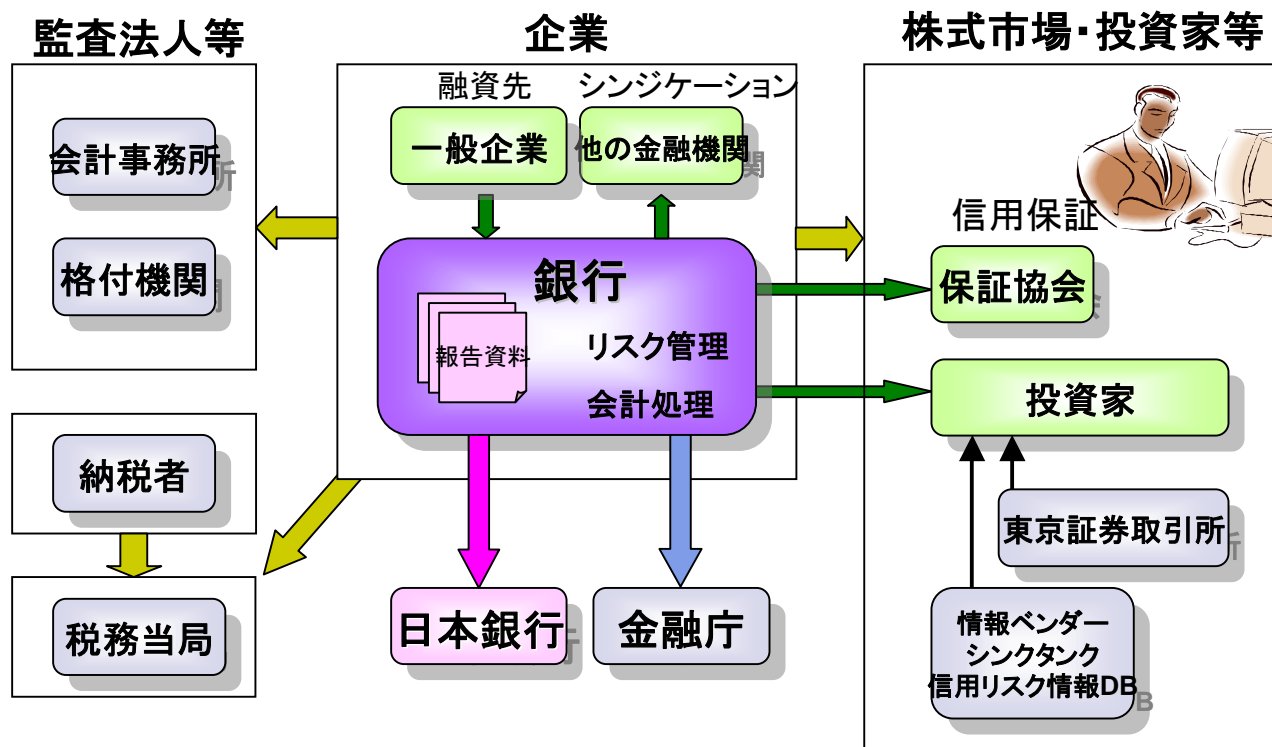 監査法人等
企業
株式市場・投資家等
会計事務所
格付機関
納税者
税務当局
融資先
シンジケーション
一般企業
他の金融機関
銀行
報告資料
リスク管理
会計処理
日本銀行
金融庁
信用保証
保証協会
投資家
東京証券取引所
情報ベンダー
シンクタンク
信用リスク情報DB